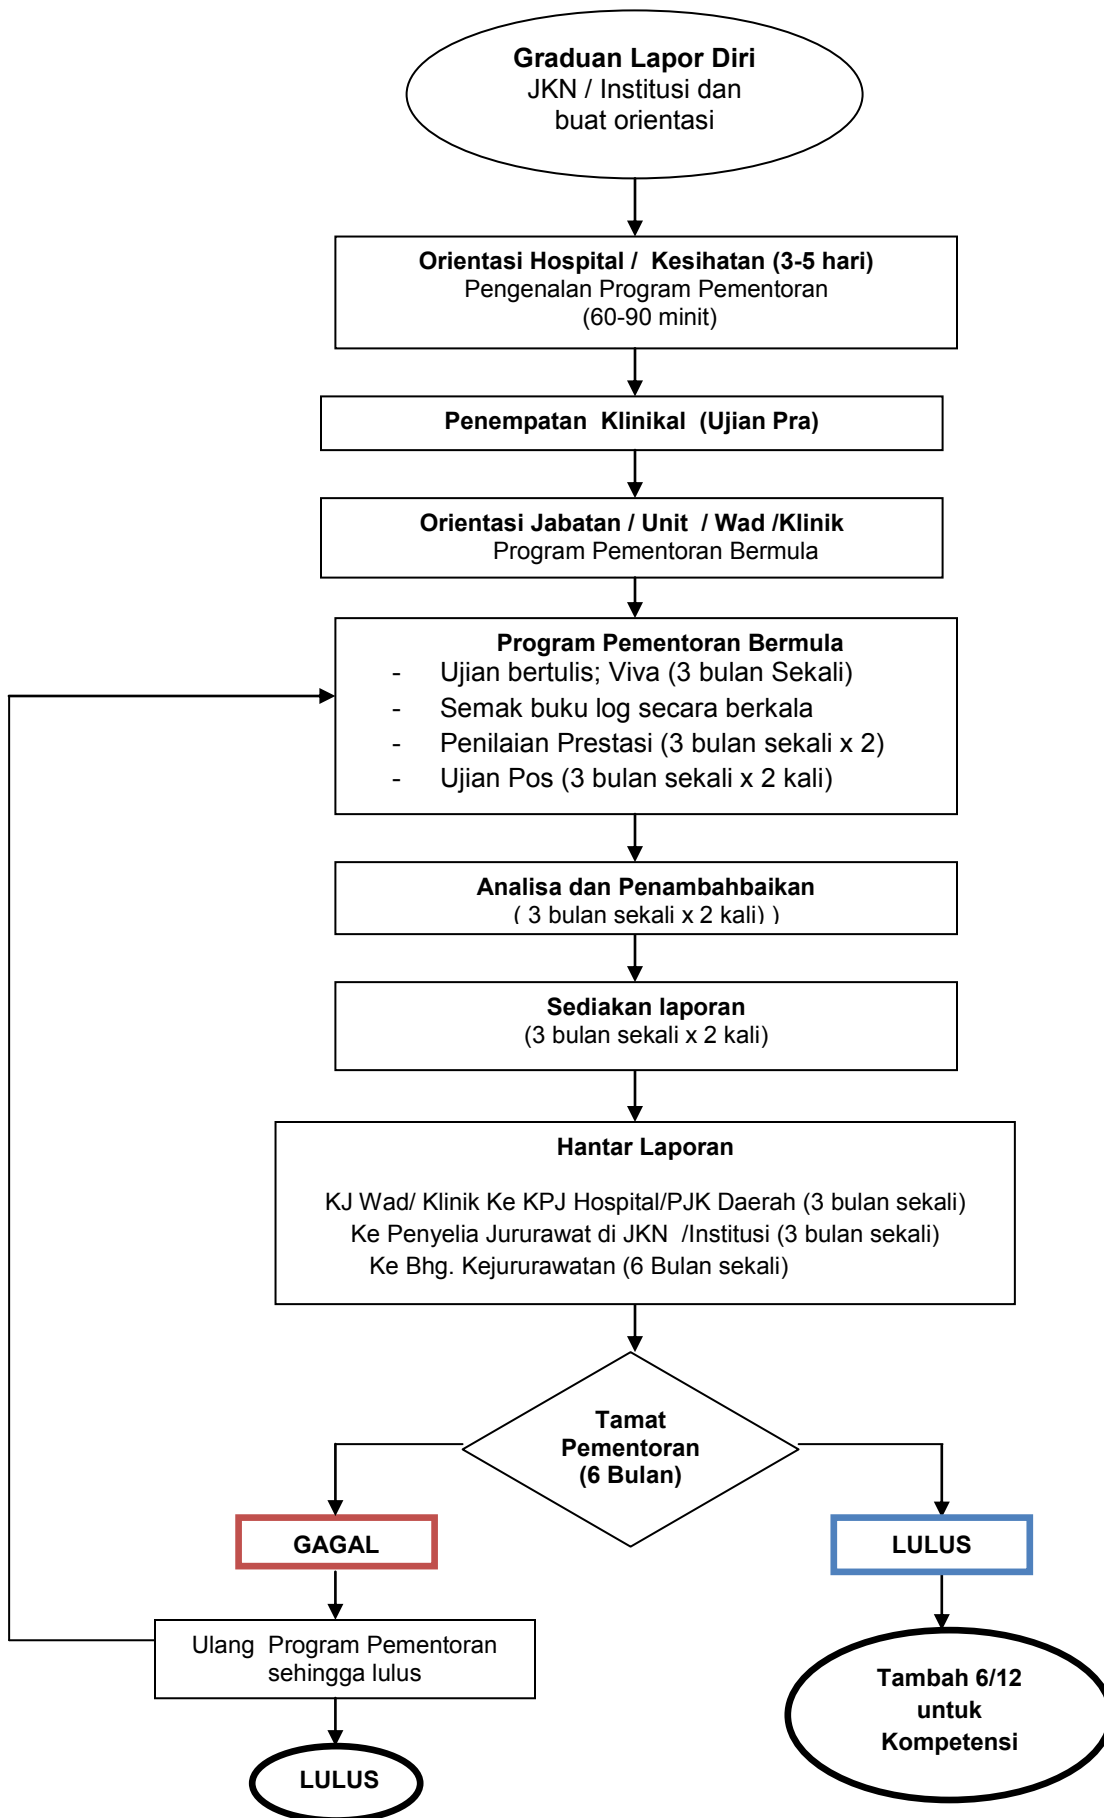 Graduan Lapor Diri
JKN / Institusi dan
buat orientasi
Orientasi Hospital / Kesihatan (3-5 hari)
Pengenalan Program Pementoran
(60-90 minit)
Penempatan Klinikal (Ujian Pra)
Orientasi Jabatan / Unit / Wad /Klinik
Program Pementoran Bermula
Program Pementoran Bermula
- Ujian bertulis; Viva (3 bulan Sekali)
- Semak buku log secara berkala
- Penilaian Prestasi (3 bulan sekali x 2)
- Ujian Pos (3 bulan sekali x 2 kali)
Analisa dan Penambahbaikan
( 3 bulan sekali x 2 kali) )
Sediakan laporan
(3 bulan sekali x 2 kali)
Hantar Laporan
KJ Wad/ Klinik Ke KPJ Hospital/PJK Daerah (3 bulan sekali)
Ke Penyelia Jururawat di JKN /Institusi (3 bulan sekali)
Ke Bhg. Kejururawatan (6 Bulan sekali)
Tamat
Pementoran
(6 Bulan)
GAGAL
LULUS
Ulang Program Pementoran
sehingga lulus
Tambah 6/12
untuk
Kompetensi
LULUS